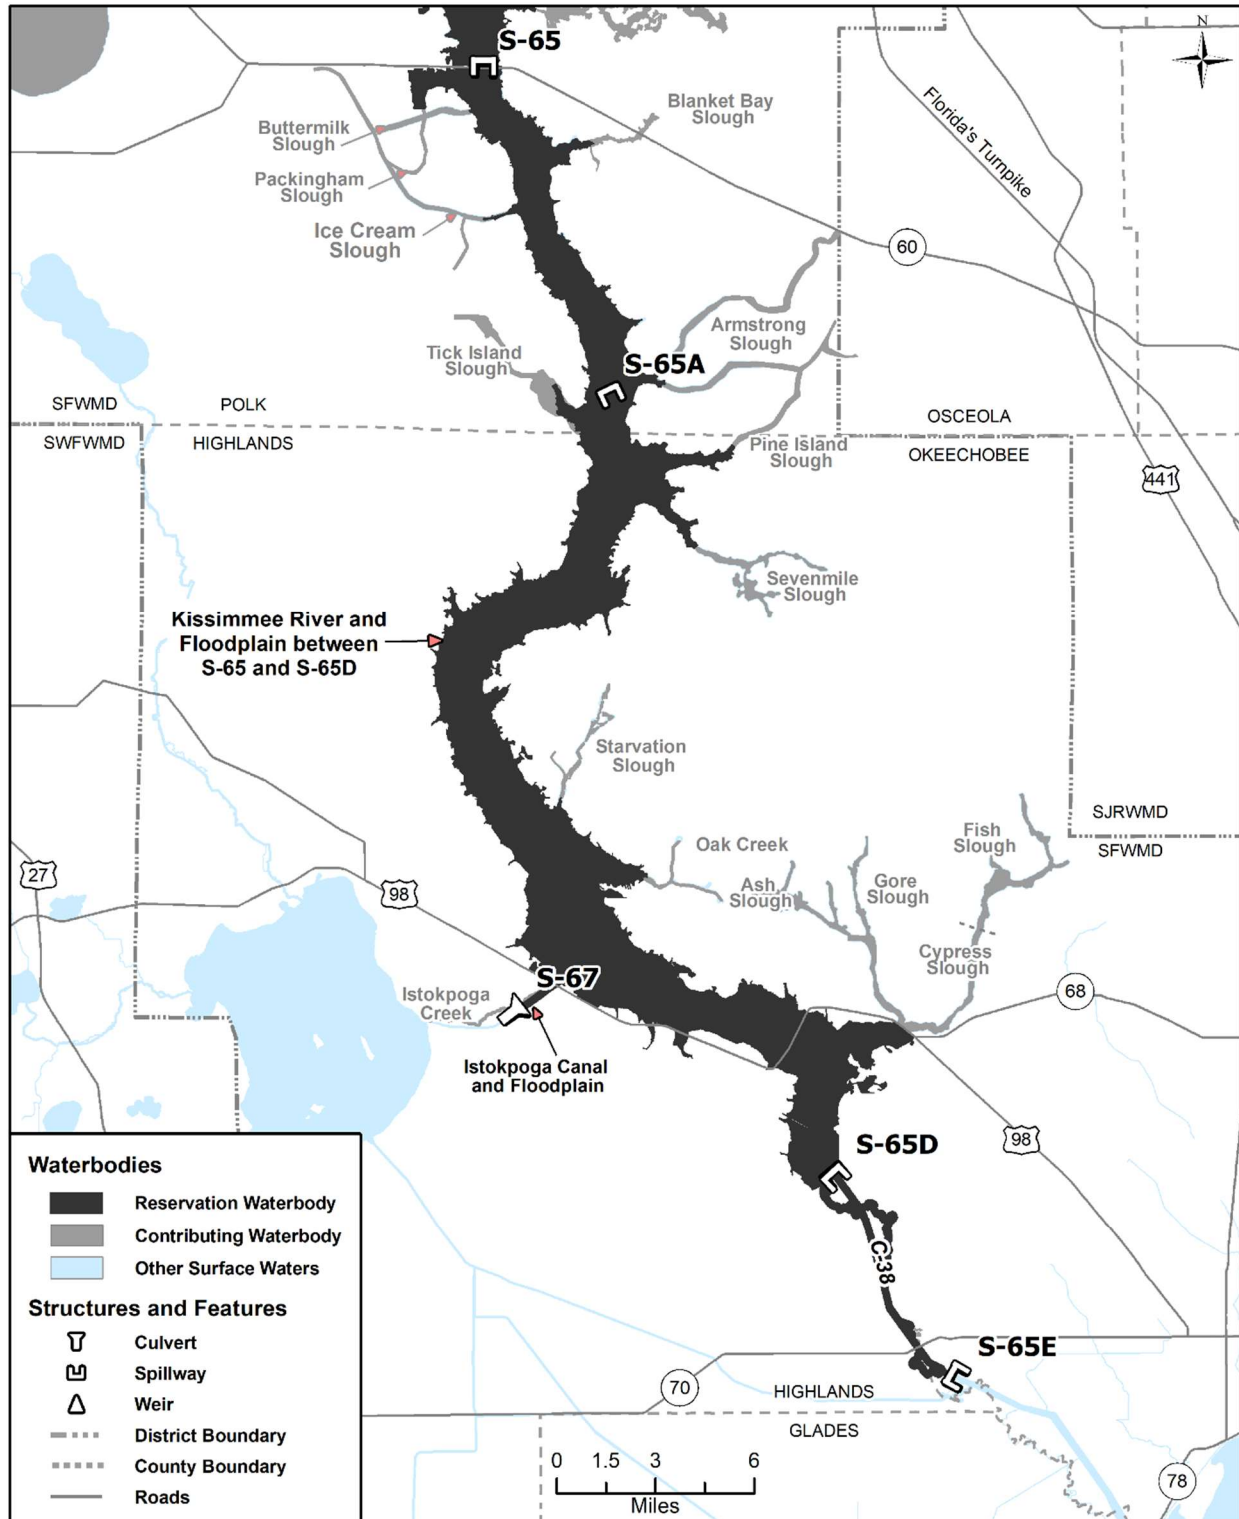 N
S-65
Blanket Bay
Slough
Florida's Turnpike
Buttermilk
Slough
Packingham
Slough
Ice Cream
Slough
60
Armstrong
Slough
Tick Island
Slough
S-65A
SFWMD
POLK
OSCEOLA
SWFWMD
HIGHLANDS
OKEECHOBEE
Pine Island
Slough
441
Sevenmile
Slough
Kissimmee River and
Floodplain between
S-65 and S-65D
Starvation
Slough
SJRWMD
SFWMD
Fish
Slough
Oak Creek
27
98
Ash
Slough
Gore
Slough
Cypress
Slough
S-67
Istokpoga
Creek
68
Istokpoga Canal
and Floodplain
98
S-65D
C-38
S-65E
70
HIGHLANDS
GLADES
78
0 1.5 3 6
Miles
Waterbodies
Reservation Waterbody
Contributing Waterbody
Other Surface Waters
Structures and Features
Culvert
Spillway
Weir
District Boundary
County Boundary
Roads